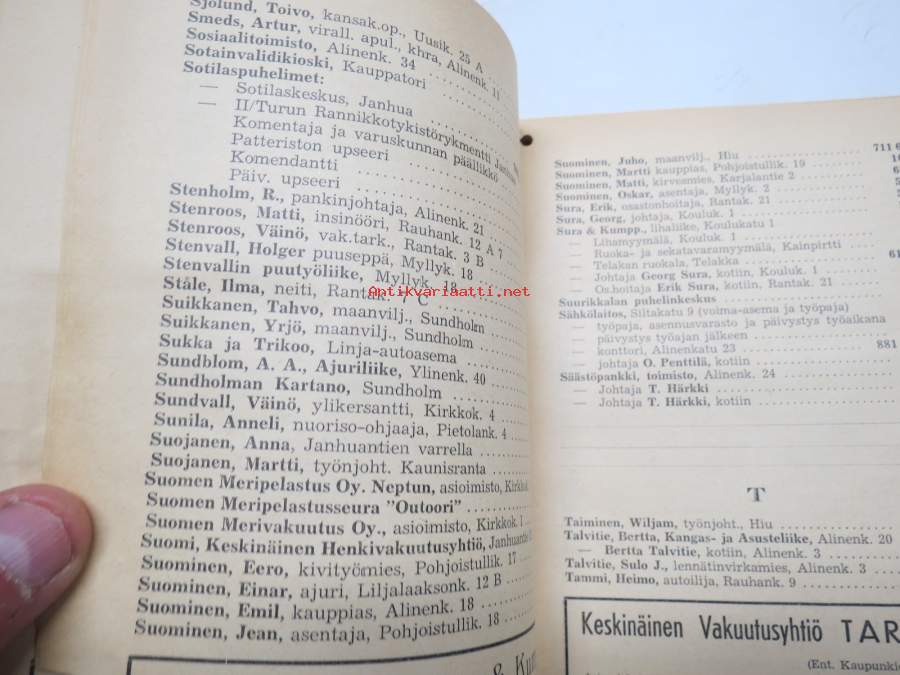 Sjölund, Toivo, kansak.op., Uusik. 25 A
Smeds, Artur, virall. apul., khra, Alinenk. 11
Sosiaalitoimisto, Alinenk. 34
Sotainvalidikioski, Kauppatori
Sotilaspuhelimet:
— Sotilaskeskus, Janhua
— II/Turun Rannikkotykistörykmentti
Komentaja ja varuskunnan päällikkö
Patteriston upseeri
Komendantti
Päiv. upseeri
Stenholm, R., pankinjohtaja, Alinenk. 21
Stenroos, Matti, insinööri, Rauhank. 12 A 7
Stenroos, Väinö, vak.tark., Rantak. 3 B
Stenvall, Holger puuseppä, Myllyk. 18
Stenvallin puutyöliike, Myllyk. 18
Ståle, Ilma, neiti, Rantak. 7 C
Suikkanen, Tahvo, maanvilj., Sundholm
Suikkanen, Yrjö, maanvilj., Sundholm
Sukka ja Trikoo, Linja-autoasema
Sundblom, A. A., Ajuriliike, Ylinenk. 40
Sundholman Kartano, Sundholm
Sundvall, Väinö, ylikersantti, Kirkkok. 4
Sunila, Anneli, nuoriso-ohjaaja, Pietolank. 4
Suojanen, Anna, Janhuantien varrella
Suojanen, Martti, työnjoht. Kaunisranta
Suomen Meripelastus Oy. Neptun, asioimisto, Kirkkok.
Suomen Meripelastusseura "Outoori"
Suomen Merivakuutus Oy., asioimisto, Kirkkok. 1
Suomi, Keskinäinen Henkivakuutusyhtiö, Janhuantie
Suominen, Eero, kivityömies, Pohjoistullik. 17
Suominen, Einar, ajuri, Liljalaaksonk. 12 B
Suominen, Emil, kauppias, Alinenk. 18
Suominen, Jean, asentaja, Pohjoistullik. 18
Suominen, Juho, maanvilj., Hiu 711 6
Suominen, Martti kauppias, Pohjoistullik. 19
Suominen, Matti, kirvesmies, Karjalantie 2
Suominen, Oskar, asentaja, Myllyk. 2
Sura, Erik, osastonhoitaja, Rantak. 21
Sura, Georg, johtaja, Kouluk. 1
Sura & Kumpp., lihaliike, Koulukatu 1
— Lihamyymälä, Kouluk. 1
— Ruoka- ja sekatavaramyymälä, Kainpirtti
— Telakan ruokala, Telakka 61
— Johtaja Georg Sura, kotiin, Kouluk. 1
— Os.hoitaja Erik Sura, kotiin, Rantak. 21
Suurikkalan puhelinkeskus
Sähkölaitos, Siltakatu 9 (voima-asema ja työpaja)
— työpaja, asennusvarasto ja päivystys työaikana
— päivystys työajan jälkeen
— konttori, Alinenkatu 23 881
— johtaja O. Penttilä, kotiin
Säästöpankki, toimisto, Alinenk. 24
— Johtaja T. Härkki
— Johtaja T. Härkki, kotiin
T
Taiminen, Wiljam, työnjoht., Hiu
Talvitie, Bertta, Kangas- ja Asusteliike, Alinenk. 20
— Bertta Talvitie, kotiin, Alinenk. 3
Talvitie, Sulo J., lennätinvirkamies, Alinenk. 3
Tammi, Heimo, autoilija, Rauhank. 9
Keskinäinen Vakuutusyhtiö TAR
(Ent. Kaupunkie
Antikvariaatti.net